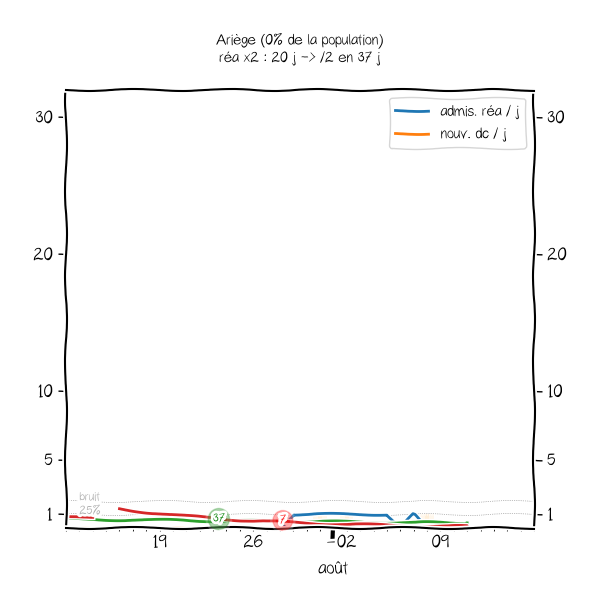 Ariège (0% de la population)
réa x2 : 20 j -> /2 en 37 j
admis. réa / j
nouv. dc / j
30
30
20
20
10
10
5
5
bruit
25%
1
1
37
7
19
26
02
09
août